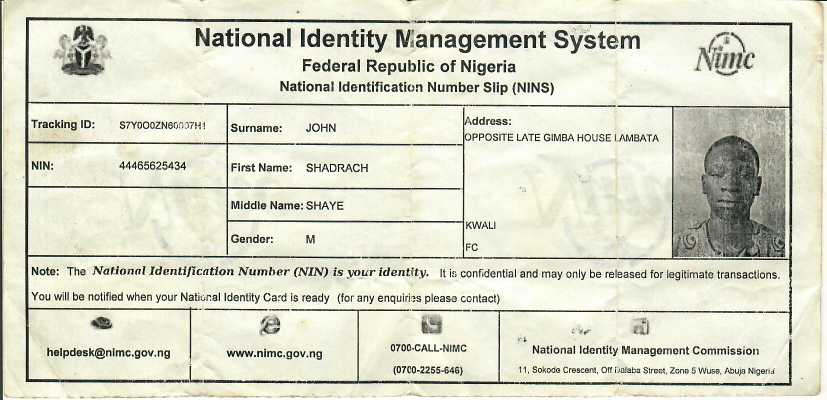 National Identity Management System
Federal Republic of Nigeria
National Identification Number Slip (NINS)
Nimc
Tracking ID:
Surname: JOHN
Address:
OPPOSITE LATE GIMBA HOUSE LAMBATA
NIN: 44465625434
First Name: SHADRACH
Middle Name: SHAYE
KWALI
Gender: M
FC
Note: The National Identification Number (NIN) is your identity. It is confidential and may only be released for legitimate transactions.
You will be notified when your National Identity Card is ready (for any enquiries please contact)
helpdesk@nimc.gov.ng
www.nimc.gov.ng
0700-CALL-NIMC
(0700-2255-646)
National Identity Management Commission
11, Sokode Crescent, Off Dalaba Street, Zone 5 Wuse, Abuja Nigeria